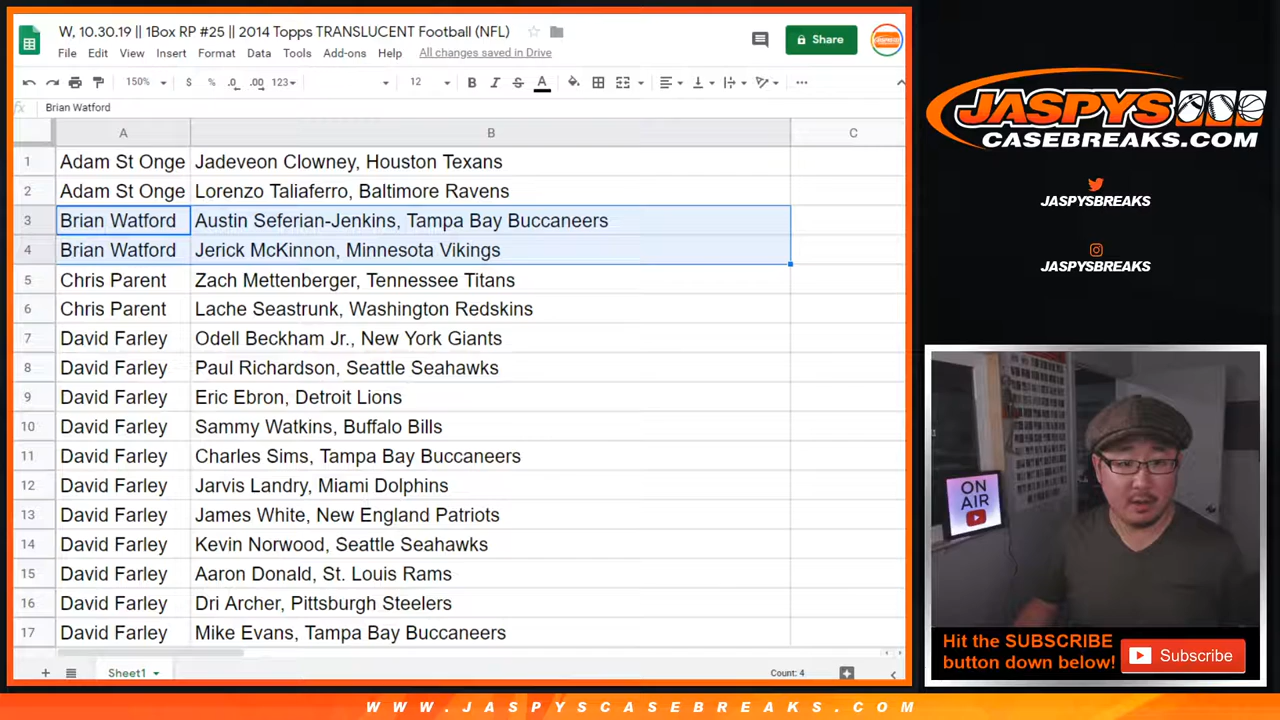 W, 10.30.19 || 1Box RP #25 || 2014 Topps TRANSLUCENT Football (NFL)
File Edit View Insert Format Data Tools Add-ons Help All changes saved in Drive
Share
150% $ % .0 .00 123 12 B I S A
fx Brian Watford
A B C
1 Adam St Onge Jadeveon Clowney, Houston Texans
2 Adam St Onge Lorenzo Taliaferro, Baltimore Ravens
3 Brian Watford Austin Seferian-Jenkins, Tampa Bay Buccaneers
4 Brian Watford Jerick McKinnon, Minnesota Vikings
5 Chris Parent Zach Mettenberger, Tennessee Titans
6 Chris Parent Lache Seastrunk, Washington Redskins
7 David Farley Odell Beckham Jr., New York Giants
8 David Farley Paul Richardson, Seattle Seahawks
9 David Farley Eric Ebron, Detroit Lions
10 David Farley Sammy Watkins, Buffalo Bills
11 David Farley Charles Sims, Tampa Bay Buccaneers
12 David Farley Jarvis Landry, Miami Dolphins
13 David Farley James White, New England Patriots
14 David Farley Kevin Norwood, Seattle Seahawks
15 David Farley Aaron Donald, St. Louis Rams
16 David Farley Dri Archer, Pittsburgh Steelers
17 David Farley Mike Evans, Tampa Bay Buccaneers
Sheet1
Count: 4
JASPYS
CASEBREAKS.COM
JASPYSBREAKS
JASPYSBREAKS
ON
AIR
Hit the SUBSCRIBE
button down below!
Subscribe
WWW.JASPYSCASEBREAKS.COM